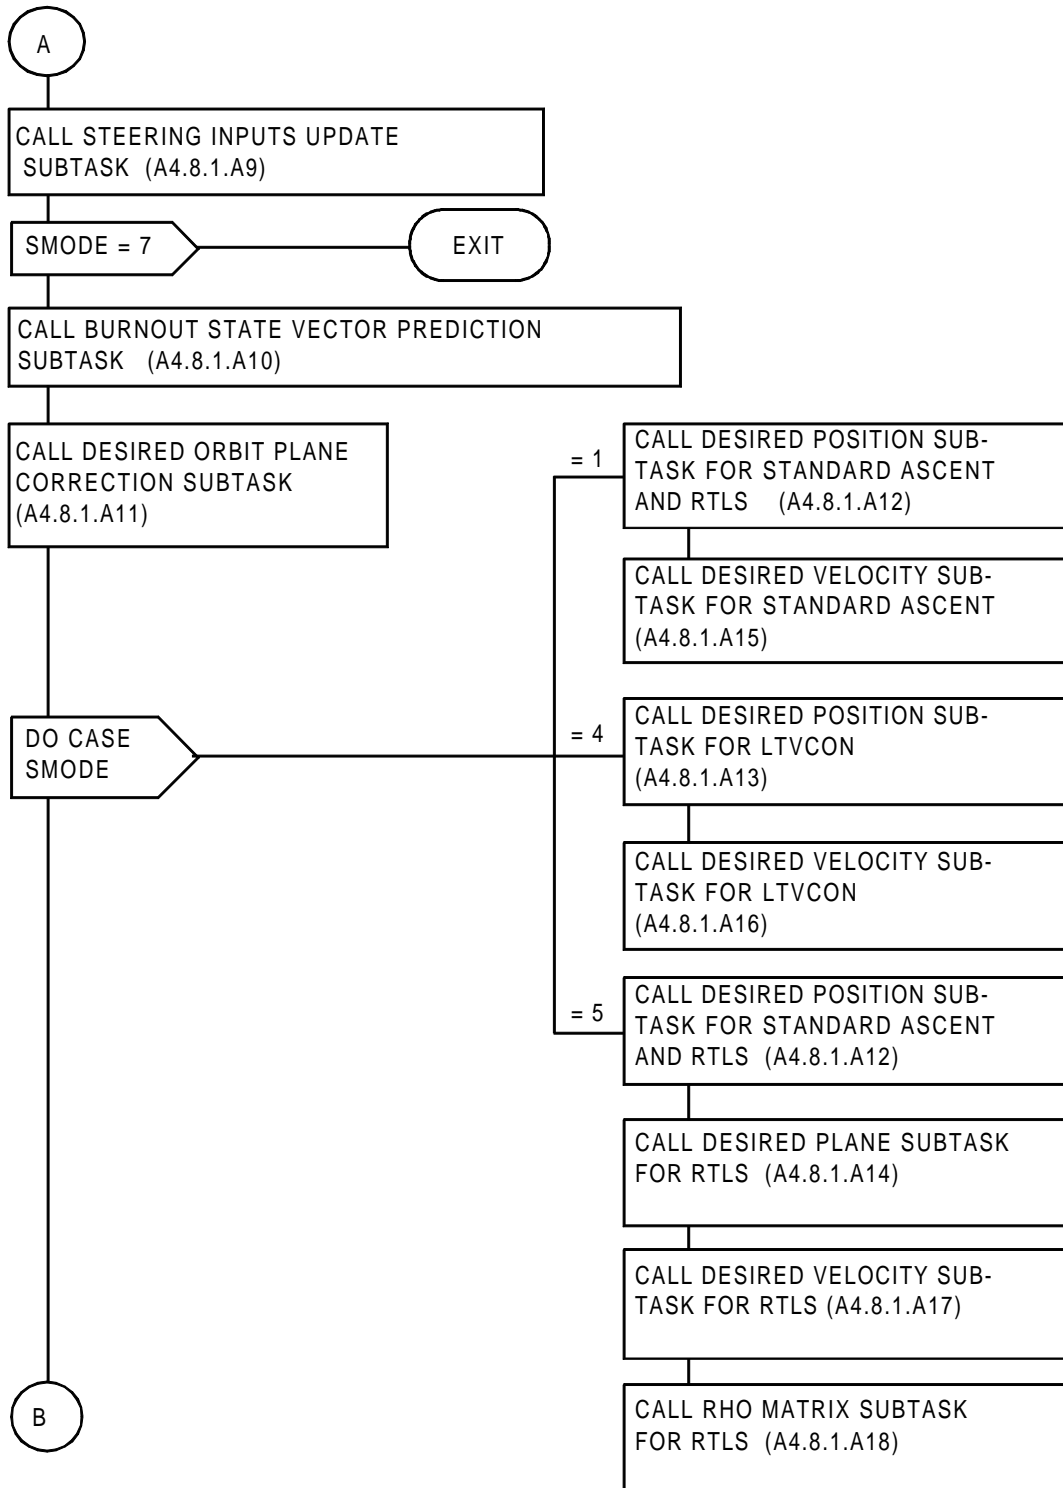 A
CALL STEERING INPUTS UPDATE
SUBTASK (A4.8.1.A9)
SMODE = 7
EXIT
CALL BURNOUT STATE VECTOR PREDICTION
SUBTASK (A4.8.1.A10)
CALL DESIRED ORBIT PLANE
CORRECTION SUBTASK
(A4.8.1.A11)
DO CASE
SMODE
= 1
CALL DESIRED POSITION SUB-
TASK FOR STANDARD ASCENT
AND RTLS (A4.8.1.A12)
CALL DESIRED VELOCITY SUB-
TASK FOR STANDARD ASCENT
(A4.8.1.A15)
= 4
CALL DESIRED POSITION SUB-
TASK FOR LTVCON
(A4.8.1.A13)
CALL DESIRED VELOCITY SUB-
TASK FOR LTVCON
(A4.8.1.A16)
= 5
CALL DESIRED POSITION SUB-
TASK FOR STANDARD ASCENT
AND RTLS (A4.8.1.A12)
CALL DESIRED PLANE SUBTASK
FOR RTLS (A4.8.1.A14)
CALL DESIRED VELOCITY SUB-
TASK FOR RTLS (A4.8.1.A17)
CALL RHO MATRIX SUBTASK
FOR RTLS (A4.8.1.A18)
B